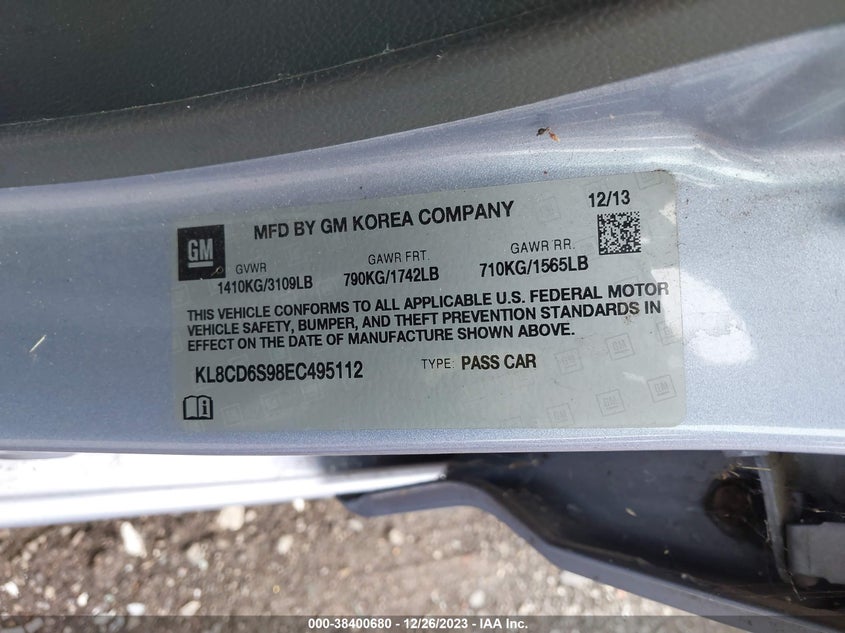 MFD BY GM KOREA COMPANY 12/13
GM
GVWR GAWR FRT. GAWR RR.
1410KG/3109LB 790KG/1742LB 710KG/1565LB
THIS VEHICLE CONFORMS TO ALL APPLICABLE U.S. FEDERAL MOTOR
VEHICLE SAFETY, BUMPER, AND THEFT PREVENTION STANDARDS IN
EFFECT ON THE DATE OF MANUFACTURE SHOWN ABOVE.
KL8CD6S98EC495112 TYPE: PASS CAR
000-38400680 - 12/26/2023 - IAA Inc.